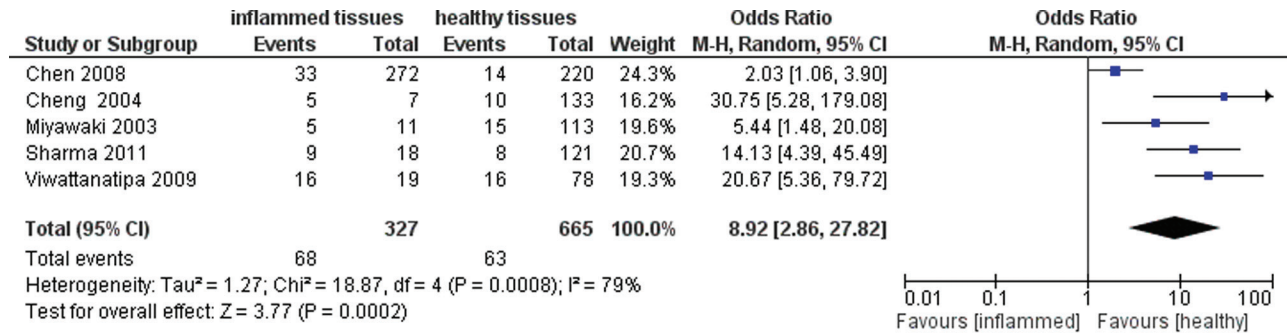 inflammed tissues healthy tissues Odds Ratio Odds Ratio
Study or Subgroup Events Total Events Total Weight M-H, Random, 95% CI M-H, Random, 95% CI
Chen 2008 33 272 14 220 24.3% 2.03 [1.06, 3.90]
Cheng 2004 5 7 10 133 16.2% 30.75 [5.28, 179.08]
Miyawaki 2003 5 11 15 113 19.6% 5.44 [1.48, 20.08]
Sharma 2011 9 18 8 121 20.7% 14.13 [4.39, 45.49]
Viwattanatipa 2009 16 19 16 78 19.3% 20.67 [5.36, 79.72]
Total (95% CI) 327 665 100.0% 8.92 [2.86, 27.82]
Total events 68 63
Heterogeneity: Tau² = 1.27; Chi² = 18.87, df = 4 (P = 0.0008); I² = 79%
Test for overall effect: Z = 3.77 (P = 0.0002)
0.01 0.1 1 10 100
Favours [inflammed] Favours [healthy]